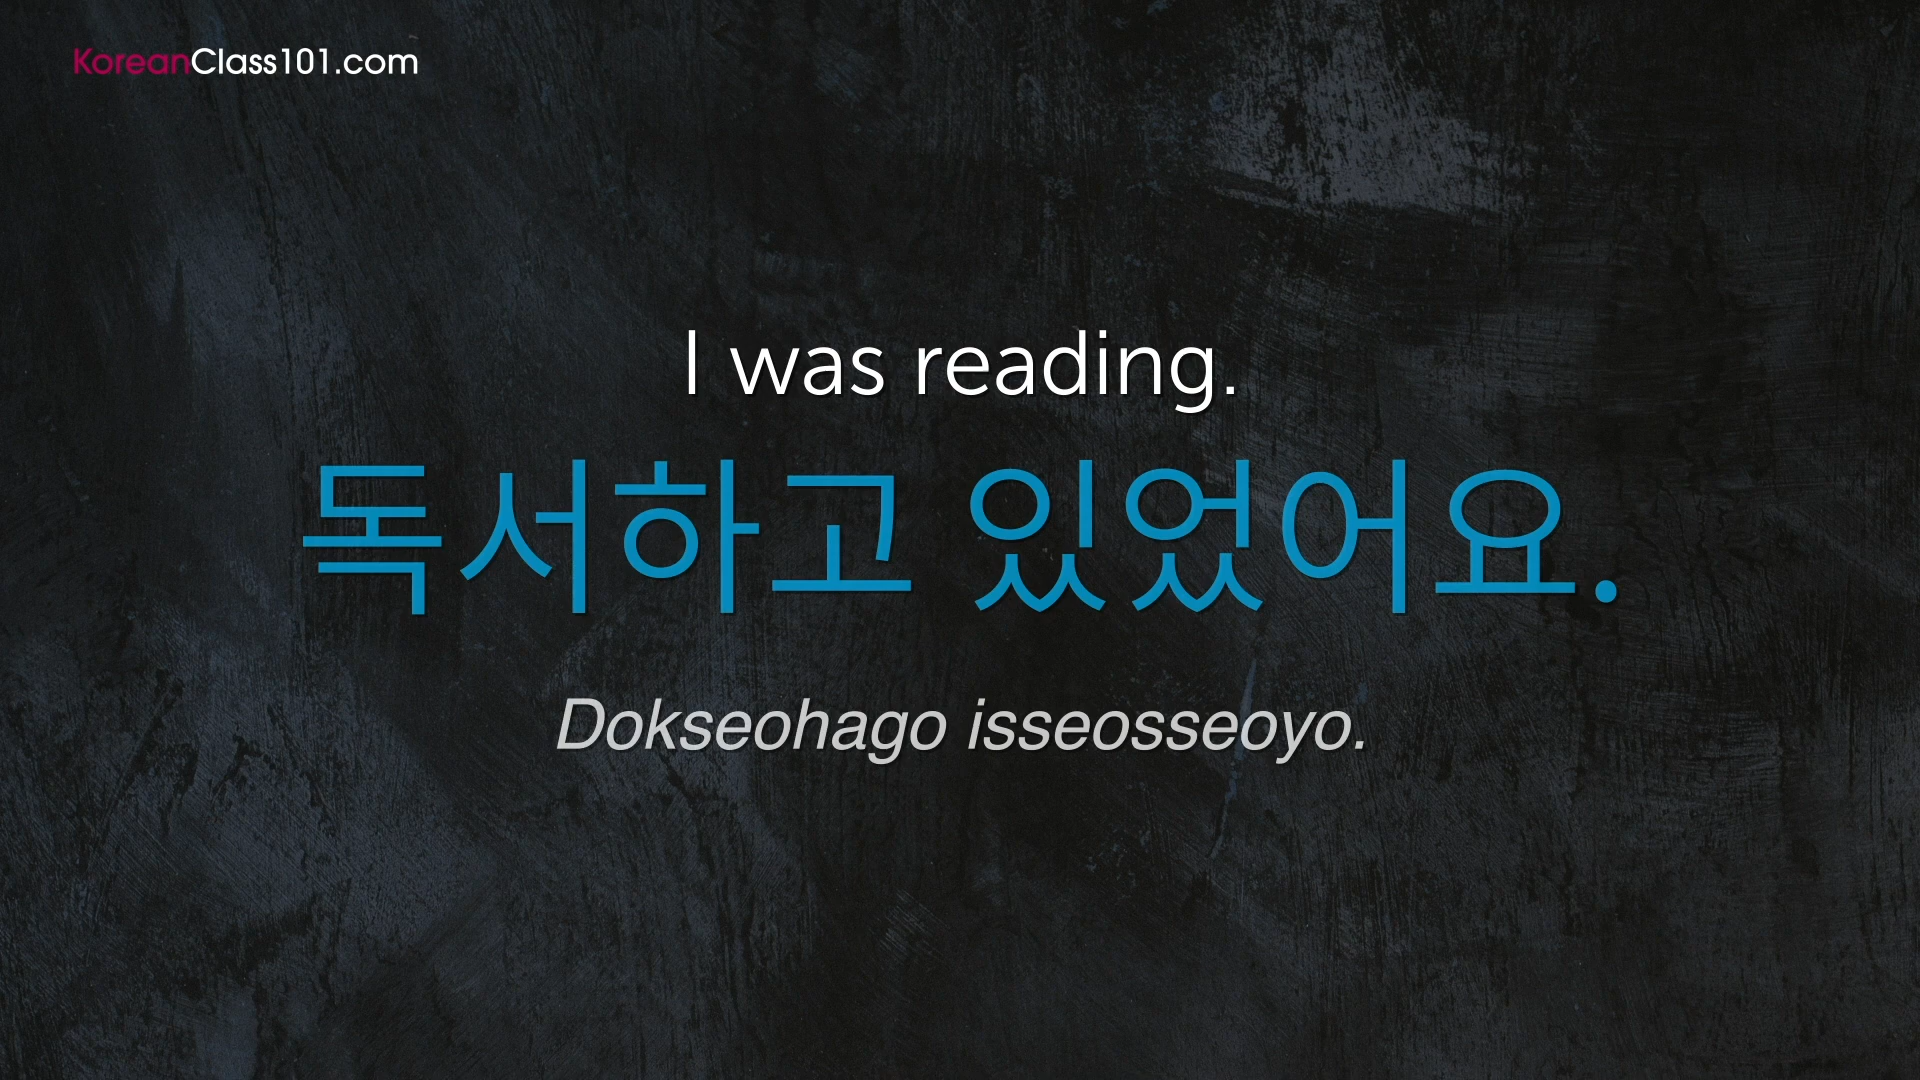 KoreanClass101.com
I was reading.
독서하고 있었어요.
Dokseohago isseosseoyo.